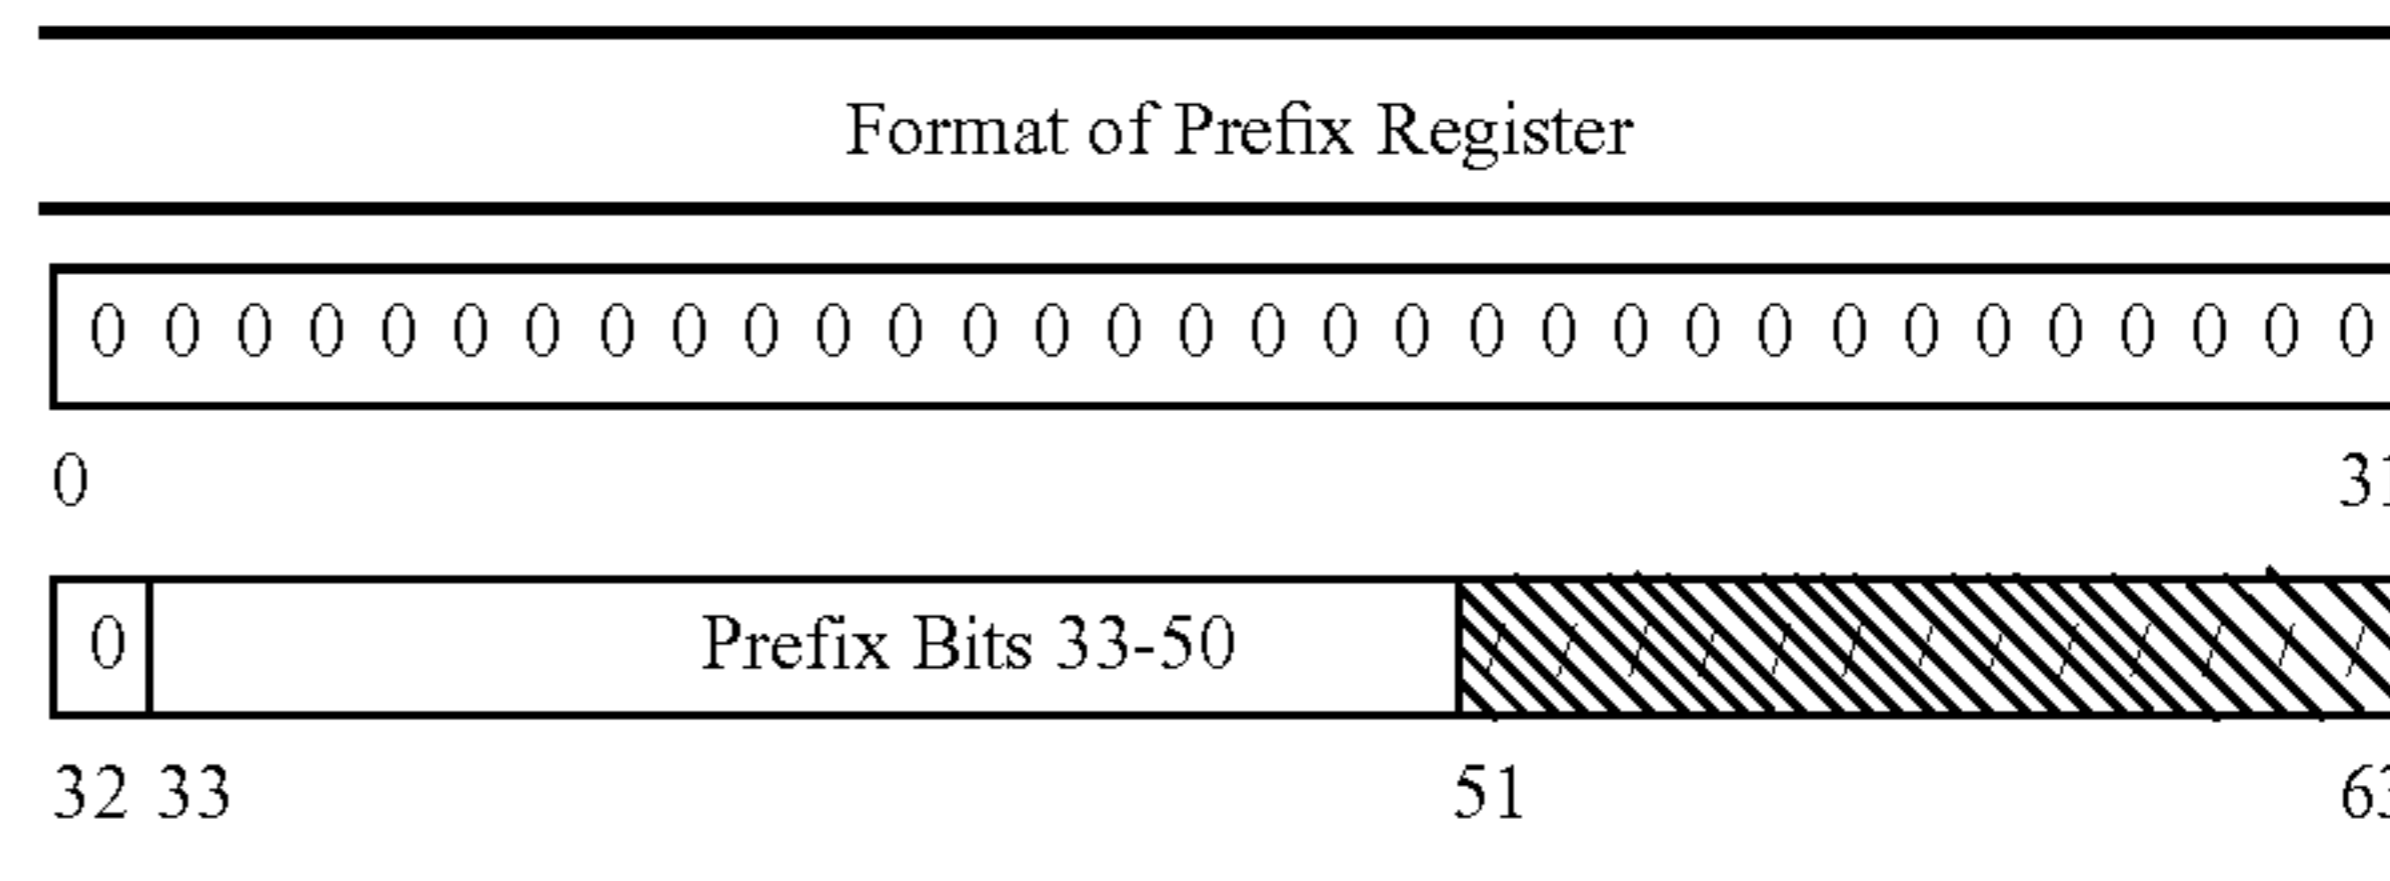 Format of Prefix Register
0 0 0 0 0 0 0 0 0 0 0 0 0 0 0 0 0 0 0 0 0 0 0 0 0 0 0 0 0 0 0 0
0 31
0 Prefix Bits 33-50 / / / / / / / / / / / / /
32 33 51 63